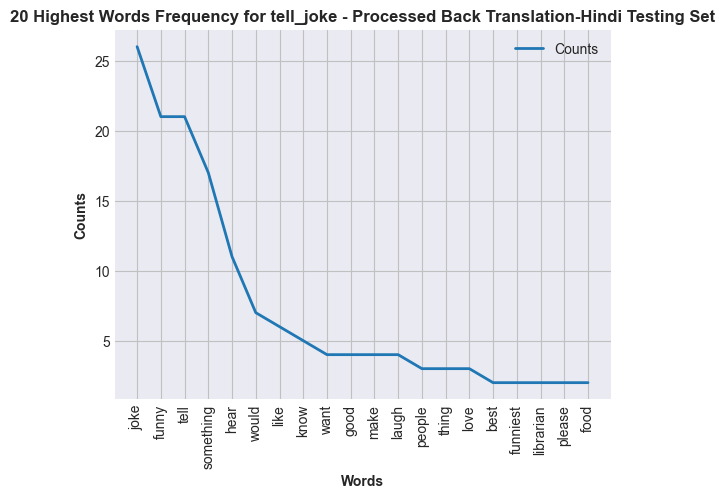 20 Highest Words Frequency for tell_joke - Processed Back Translation-Hindi Testing Set
Counts
25
20
15
10
5
Counts
joke
funny
tell
something
hear
would
like
know
want
good
make
laugh
people
thing
love
best
funniest
librarian
please
food
Words